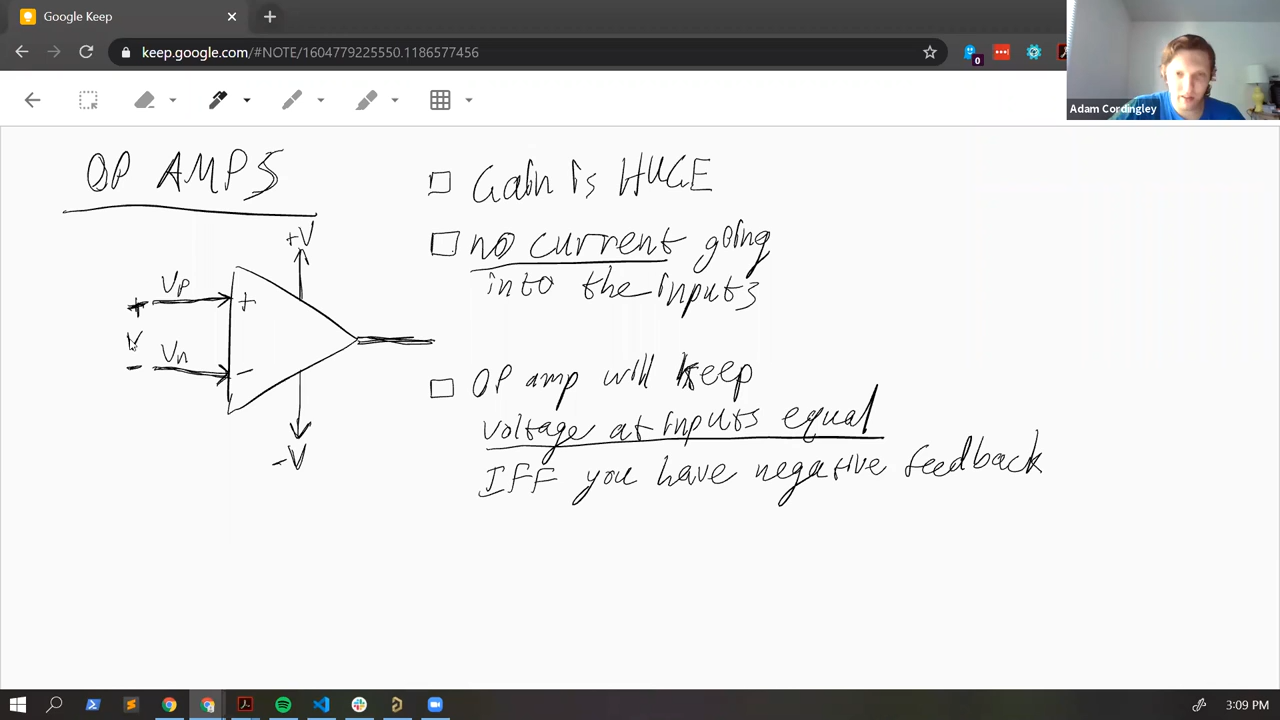 Google Keep
keep.google.com/#NOTE/1604779225550.1186577456
0
Adam Cordingley
OP AMPS
+V
Vp
+
+
V
Vn
-
-
-V
Gain is HUGE
no current going
into the inputs
OP amp will keep
voltage at inputs equal
IFF you have negative feedback
3:09 PM